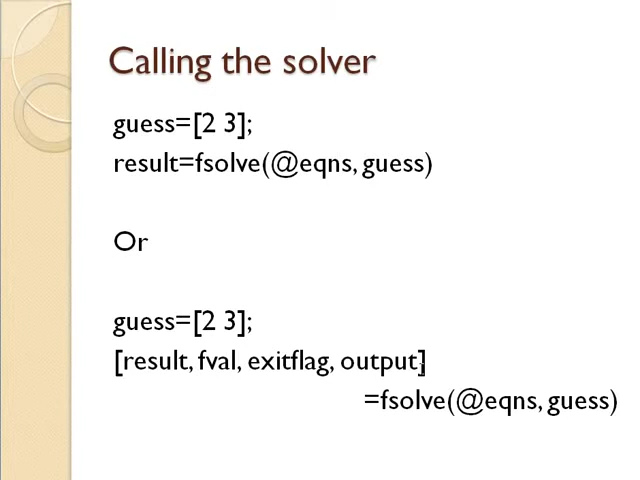 Calling the solver
guess=[2 3];
result=fsolve(@eqns, guess)
Or
guess=[2 3];
[result, fval, exitflag, output]
=fsolve(@eqns, guess)